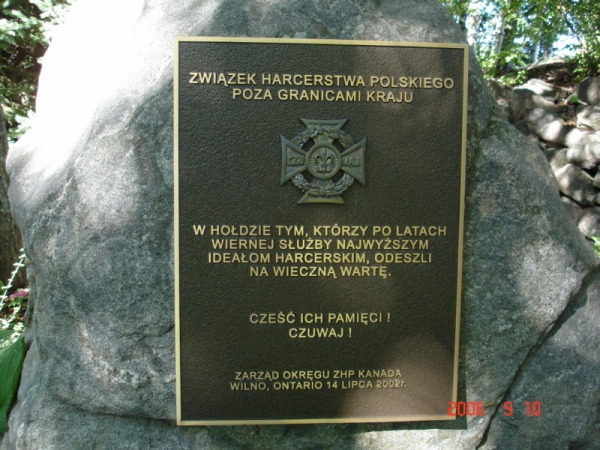 ZWIĄZEK HARCERSTWA POLSKIEGO
POZA GRANICAMI KRAJU
W HOŁDZIE TYM, KTÓRZY PO LATACH
WIERNEJ SŁUŻBY NAJWYŻSZYM
IDEAŁOM HARCERSKIM, ODESZLI
NA WIECZNĄ WARTĘ.
CZEŚĆ ICH PAMIĘCI !
CZUWAJ !
ZARZĄD OKRĘGU ZHP KANADA
WILNO, ONTARIO 14 LIPCA 2002r.
2006 9 10